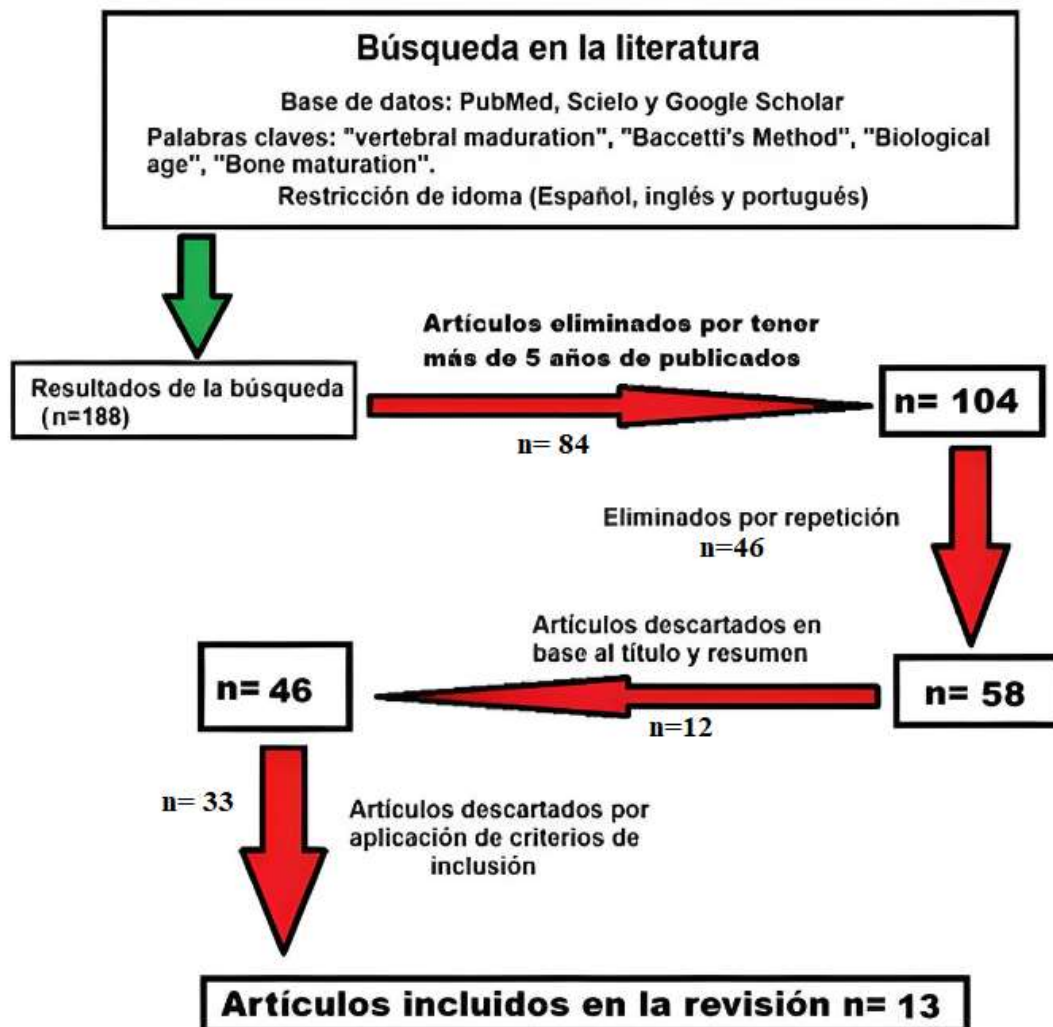 Búsqueda en la literatura
Base de datos: PubMed, Scielo y Google Scholar
Palabras claves: "vertebral maduration", "Baccetti's Method", "Biological
age", "Bone maturation".
Restricción de idoma (Español, inglés y portugués)
Artículos eliminados por tener
más de 5 años de publicados
Resultados de la búsqueda
(n=188)
n= 104
n= 84
Eliminados por repetición
n=46
Artículos descartados en
base al título y resumen
n= 46
n= 58
n=12
n= 33
Artículos descartados por
aplicación de criterios de
inclusión
Artículos incluidos en la revisión n= 13